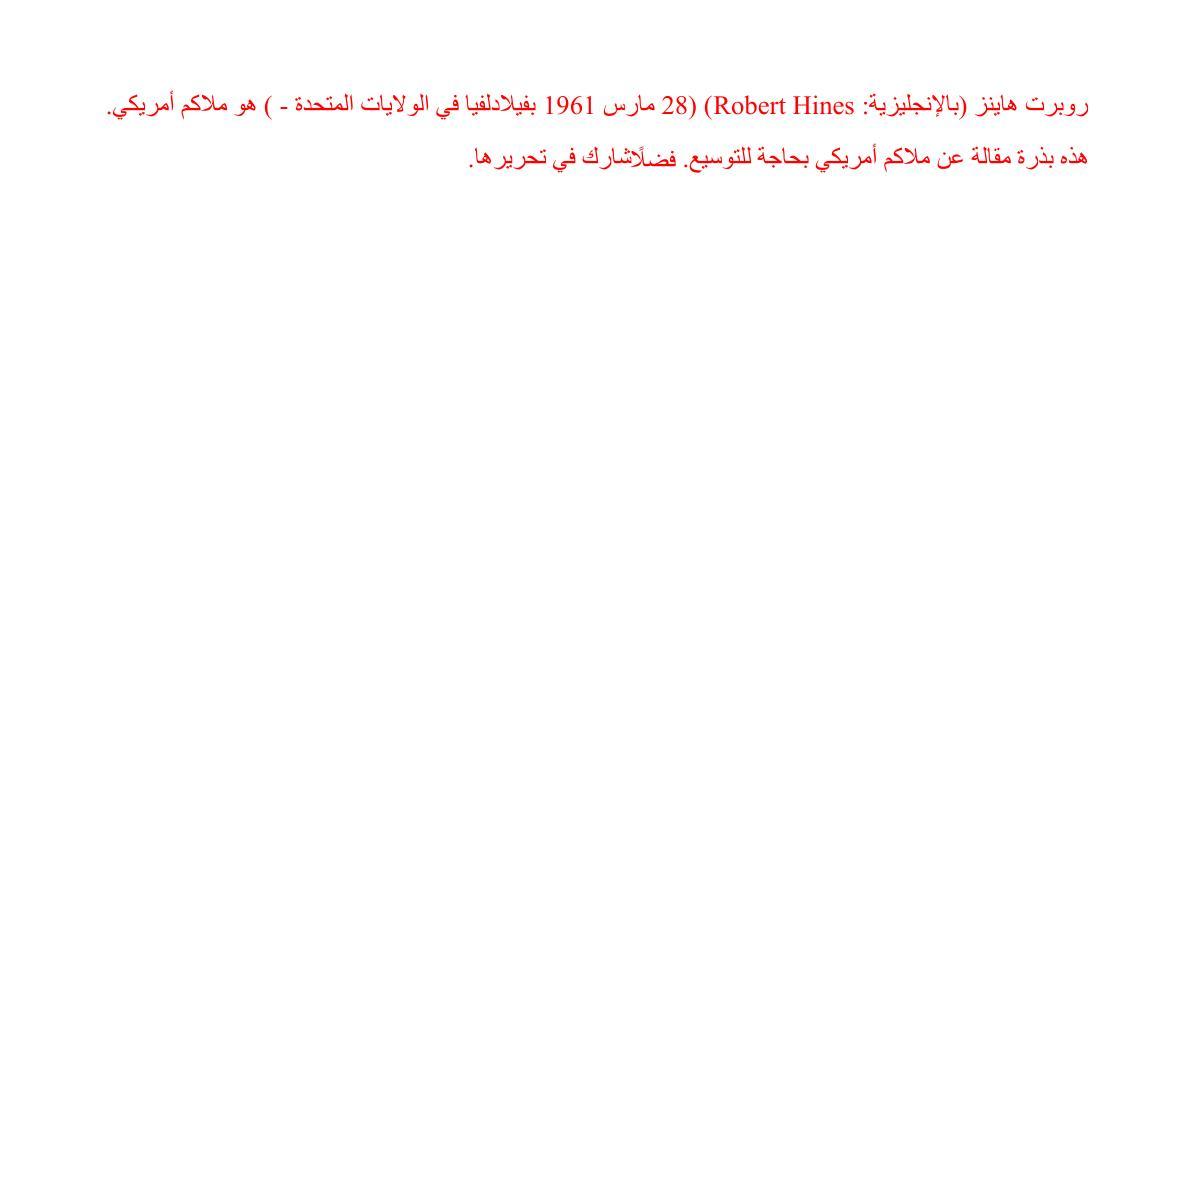 روبرت هاينز (بالإنجليزية: Robert Hines) (28 مارس 1961 بفيلادلفيا في الولايات المتحدة - ) هو ملاكم أمريكي.
هذه بذرة مقالة عن ملاكم أمريكي بحاجة للتوسيع. فضلًاشارك في تحريرها.